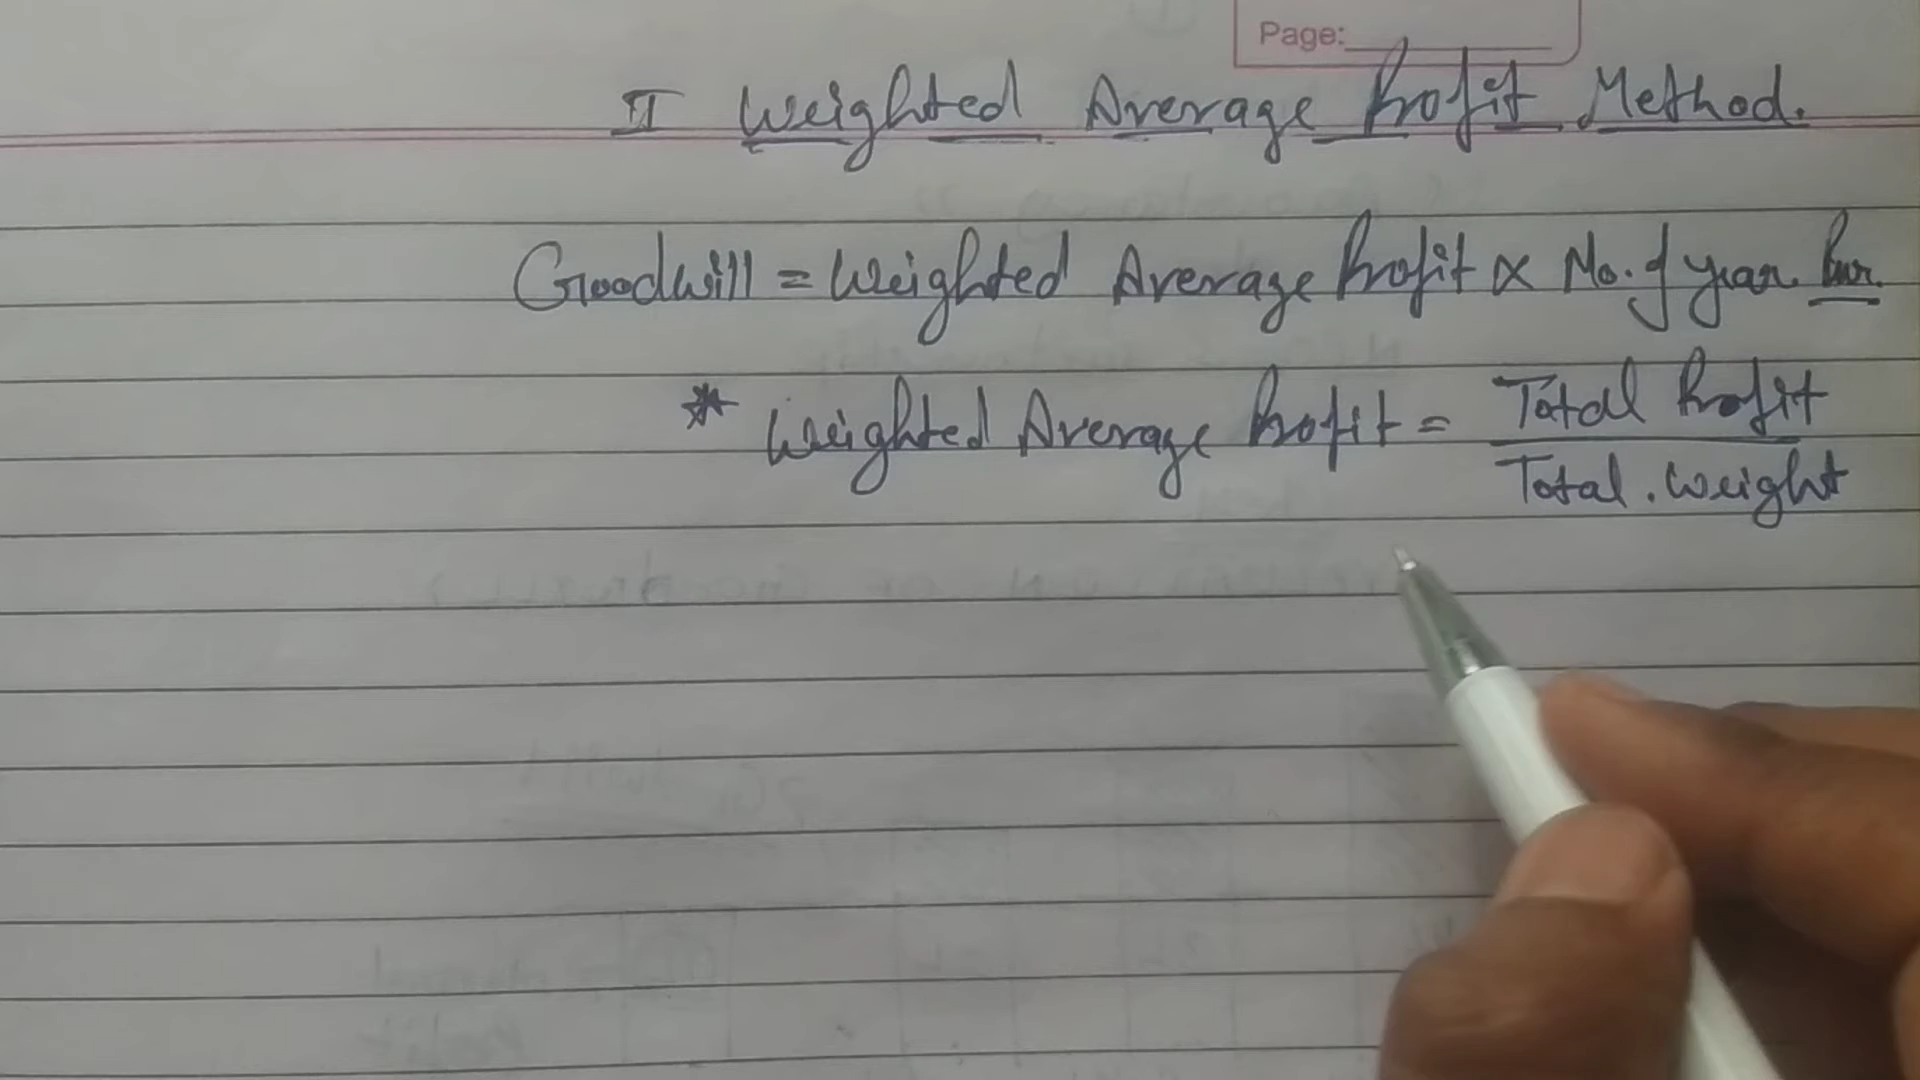 Page:
II Weighted Average Profit Method.
Goodwill = Weighted Average Profit × No. of year Pur.
* Weighted Average Profit = Total Profit
Total. Weight